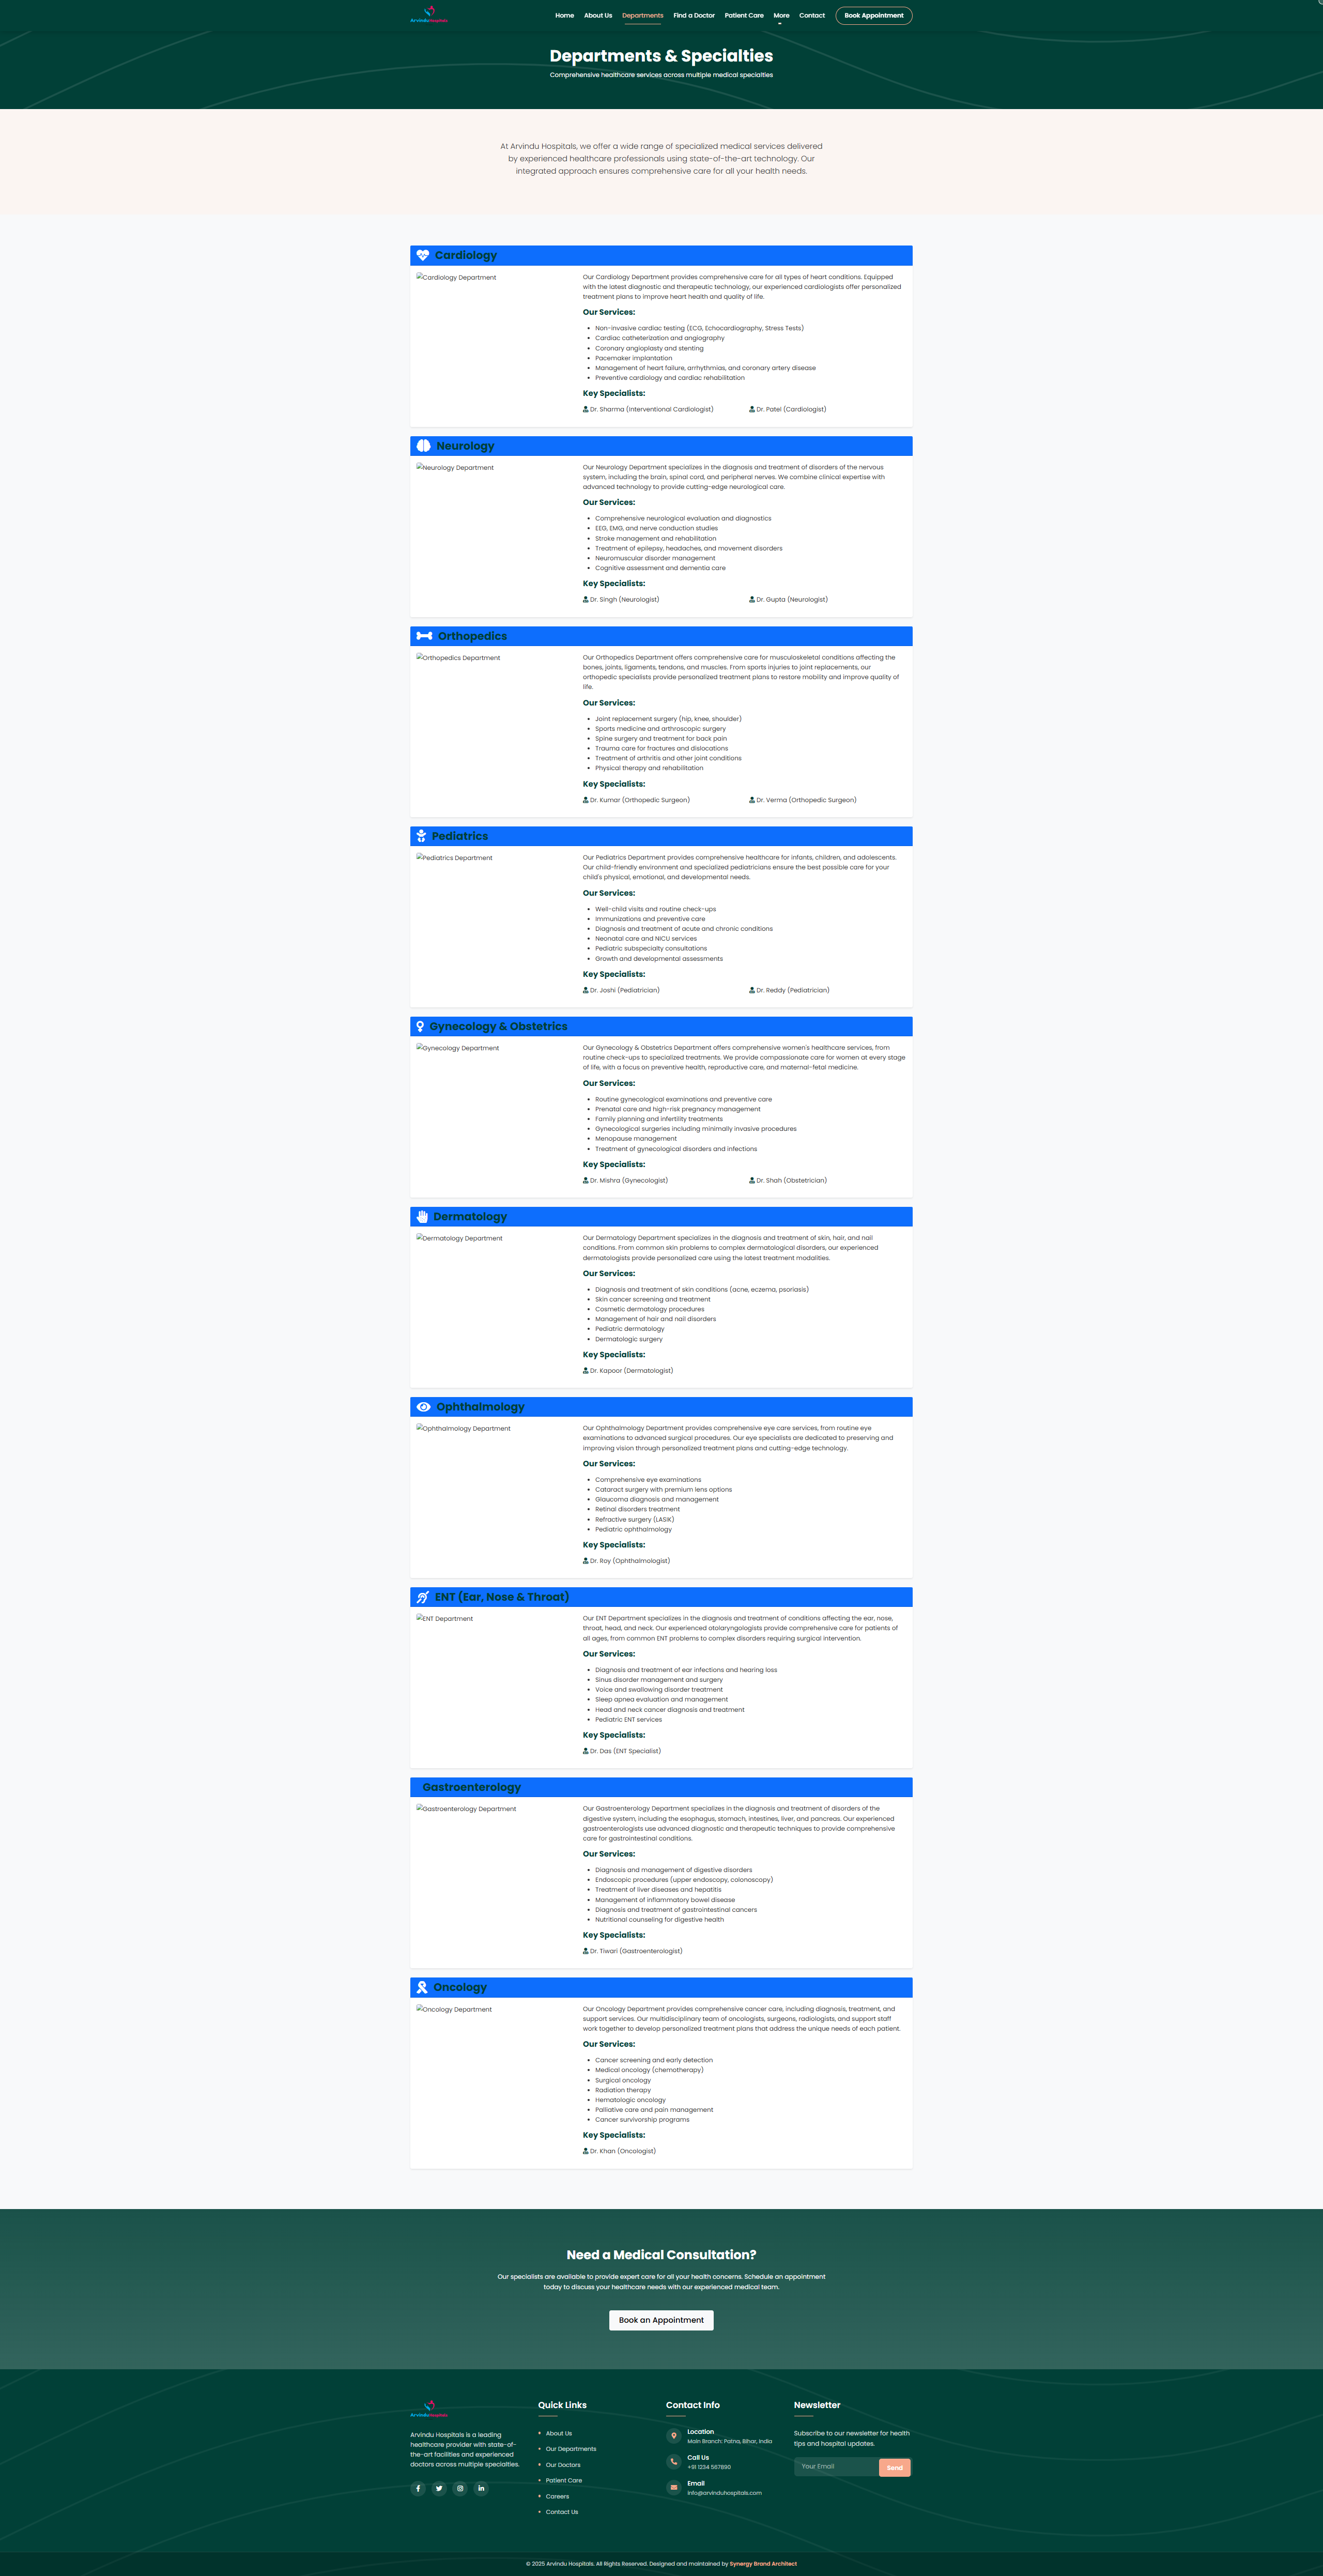 ArvinduHospitals
Home About Us Departments Find a Doctor Patient Care More Contact Book Appointment
Departments & Specialties
Comprehensive healthcare services across multiple medical specialties
At Arvindu Hospitals, we offer a wide range of specialized medical services delivered
by experienced healthcare professionals using state-of-the-art technology. Our
integrated approach ensures comprehensive care for all your health needs.
Cardiology
Cardiology Department
Our Cardiology Department provides comprehensive care for all types of heart conditions. Equipped
with the latest diagnostic and therapeutic technology, our experienced cardiologists offer personalized
treatment plans to improve heart health and quality of life.
Our Services:
• Non-invasive cardiac testing (ECG, Echocardiography, Stress Tests)
• Cardiac catheterization and angiography
• Coronary angioplasty and stenting
• Pacemaker implantation
• Management of heart failure, arrhythmias, and coronary artery disease
• Preventive cardiology and cardiac rehabilitation
Key Specialists:
Dr. Sharma (Interventional Cardiologist) Dr. Patel (Cardiologist)
Neurology
Neurology Department
Our Neurology Department specializes in the diagnosis and treatment of disorders of the nervous
system, including the brain, spinal cord, and peripheral nerves. We combine clinical expertise with
advanced technology to provide cutting-edge neurological care.
Our Services:
• Comprehensive neurological evaluation and diagnostics
• EEG, EMG, and nerve conduction studies
• Stroke management and rehabilitation
• Treatment of epilepsy, headaches, and movement disorders
• Neuromuscular disorder management
• Cognitive assessment and dementia care
Key Specialists:
Dr. Singh (Neurologist) Dr. Gupta (Neurologist)
Orthopedics
Orthopedics Department
Our Orthopedics Department offers comprehensive care for musculoskeletal conditions affecting the
bones, joints, ligaments, tendons, and muscles. From sports injuries to joint replacements, our
orthopedic specialists provide personalized treatment plans to restore mobility and improve quality of
life.
Our Services:
• Joint replacement surgery (hip, knee, shoulder)
• Sports medicine and arthroscopic surgery
• Spine surgery and treatment for back pain
• Trauma care for fractures and dislocations
• Treatment of arthritis and other joint conditions
• Physical therapy and rehabilitation
Key Specialists:
Dr. Kumar (Orthopedic Surgeon) Dr. Verma (Orthopedic Surgeon)
Pediatrics
Pediatrics Department
Our Pediatrics Department provides comprehensive healthcare for infants, children, and adolescents.
Our child-friendly environment and specialized pediatricians ensure the best possible care for your
child's physical, emotional, and developmental needs.
Our Services:
• Well-child visits and routine check-ups
• Immunizations and preventive care
• Diagnosis and treatment of acute and chronic conditions
• Neonatal care and NICU services
• Pediatric subspecialty consultations
• Growth and developmental assessments
Key Specialists:
Dr. Joshi (Pediatrician) Dr. Reddy (Pediatrician)
Gynecology & Obstetrics
Gynecology Department
Our Gynecology & Obstetrics Department offers comprehensive women's healthcare services, from
routine check-ups to specialized treatments. We provide compassionate care for women at every stage
of life, with a focus on preventive health, reproductive care, and maternal-fetal medicine.
Our Services:
• Routine gynecological examinations and preventive care
• Prenatal care and high-risk pregnancy management
• Family planning and infertility treatments
• Gynecological surgeries including minimally invasive procedures
• Menopause management
• Treatment of gynecological disorders and infections
Key Specialists:
Dr. Mishra (Gynecologist) Dr. Shah (Obstetrician)
Dermatology
Dermatology Department
Our Dermatology Department specializes in the diagnosis and treatment of skin, hair, and nail
conditions. From common skin problems to complex dermatological disorders, our experienced
dermatologists provide personalized care using the latest treatment modalities.
Our Services:
• Diagnosis and treatment of skin conditions (acne, eczema, psoriasis)
• Skin cancer screening and treatment
• Cosmetic dermatology procedures
• Management of hair and nail disorders
• Pediatric dermatology
• Dermatologic surgery
Key Specialists:
Dr. Kapoor (Dermatologist)
Ophthalmology
Ophthalmology Department
Our Ophthalmology Department provides comprehensive eye care services, from routine eye
examinations to advanced surgical procedures. Our eye specialists are dedicated to preserving and
improving vision through personalized treatment plans and cutting-edge technology.
Our Services:
• Comprehensive eye examinations
• Cataract surgery with premium lens options
• Glaucoma diagnosis and management
• Retinal disorders treatment
• Refractive surgery (LASIK)
• Pediatric ophthalmology
Key Specialists:
Dr. Roy (Ophthalmologist)
ENT (Ear, Nose & Throat)
ENT Department
Our ENT Department specializes in the diagnosis and treatment of conditions affecting the ear, nose,
throat, head, and neck. Our experienced otolaryngologists provide comprehensive care for patients of
all ages, from common ENT problems to complex disorders requiring surgical intervention.
Our Services:
• Diagnosis and treatment of ear infections and hearing loss
• Sinus disorder management and surgery
• Voice and swallowing disorder treatment
• Sleep apnea evaluation and management
• Head and neck cancer diagnosis and treatment
• Pediatric ENT services
Key Specialists:
Dr. Das (ENT Specialist)
Gastroenterology
Gastroenterology Department
Our Gastroenterology Department specializes in the diagnosis and treatment of disorders of the
digestive system, including the esophagus, stomach, intestines, liver, and pancreas. Our experienced
gastroenterologists use advanced diagnostic and therapeutic techniques to provide comprehensive
care for gastrointestinal conditions.
Our Services:
• Diagnosis and management of digestive disorders
• Endoscopic procedures (upper endoscopy, colonoscopy)
• Treatment of liver diseases and hepatitis
• Management of inflammatory bowel disease
• Diagnosis and treatment of gastrointestinal cancers
• Nutritional counseling for digestive health
Key Specialists:
Dr. Tiwari (Gastroenterologist)
Oncology
Oncology Department
Our Oncology Department provides comprehensive cancer care, including diagnosis, treatment, and
support services. Our multidisciplinary team of oncologists, surgeons, radiologists, and support staff
work together to develop personalized treatment plans that address the unique needs of each patient.
Our Services:
• Cancer screening and early detection
• Medical oncology (chemotherapy)
• Surgical oncology
• Radiation therapy
• Hematologic oncology
• Palliative care and pain management
• Cancer survivorship programs
Key Specialists:
Dr. Khan (Oncologist)
Need a Medical Consultation?
Our specialists are available to provide expert care for all your health concerns. Schedule an appointment
today to discuss your healthcare needs with our experienced medical team.
Book an Appointment
ArvinduHospitals
Arvindu Hospitals is a leading
healthcare provider with state-of-
the-art facilities and experienced
doctors across multiple specialties.
Quick Links
About Us
Our Departments
Our Doctors
Patient Care
Careers
Contact Us
Contact Info
Location
Main Branch: Patna, Bihar, India
Call Us
+91 1234 567890
Email
info@arvinduhospitals.com
Newsletter
Subscribe to our newsletter for health
tips and hospital updates.
Your Email Send
© 2025 Arvindu Hospitals. All Rights Reserved. Designed and maintained by Synergy Brand Architect